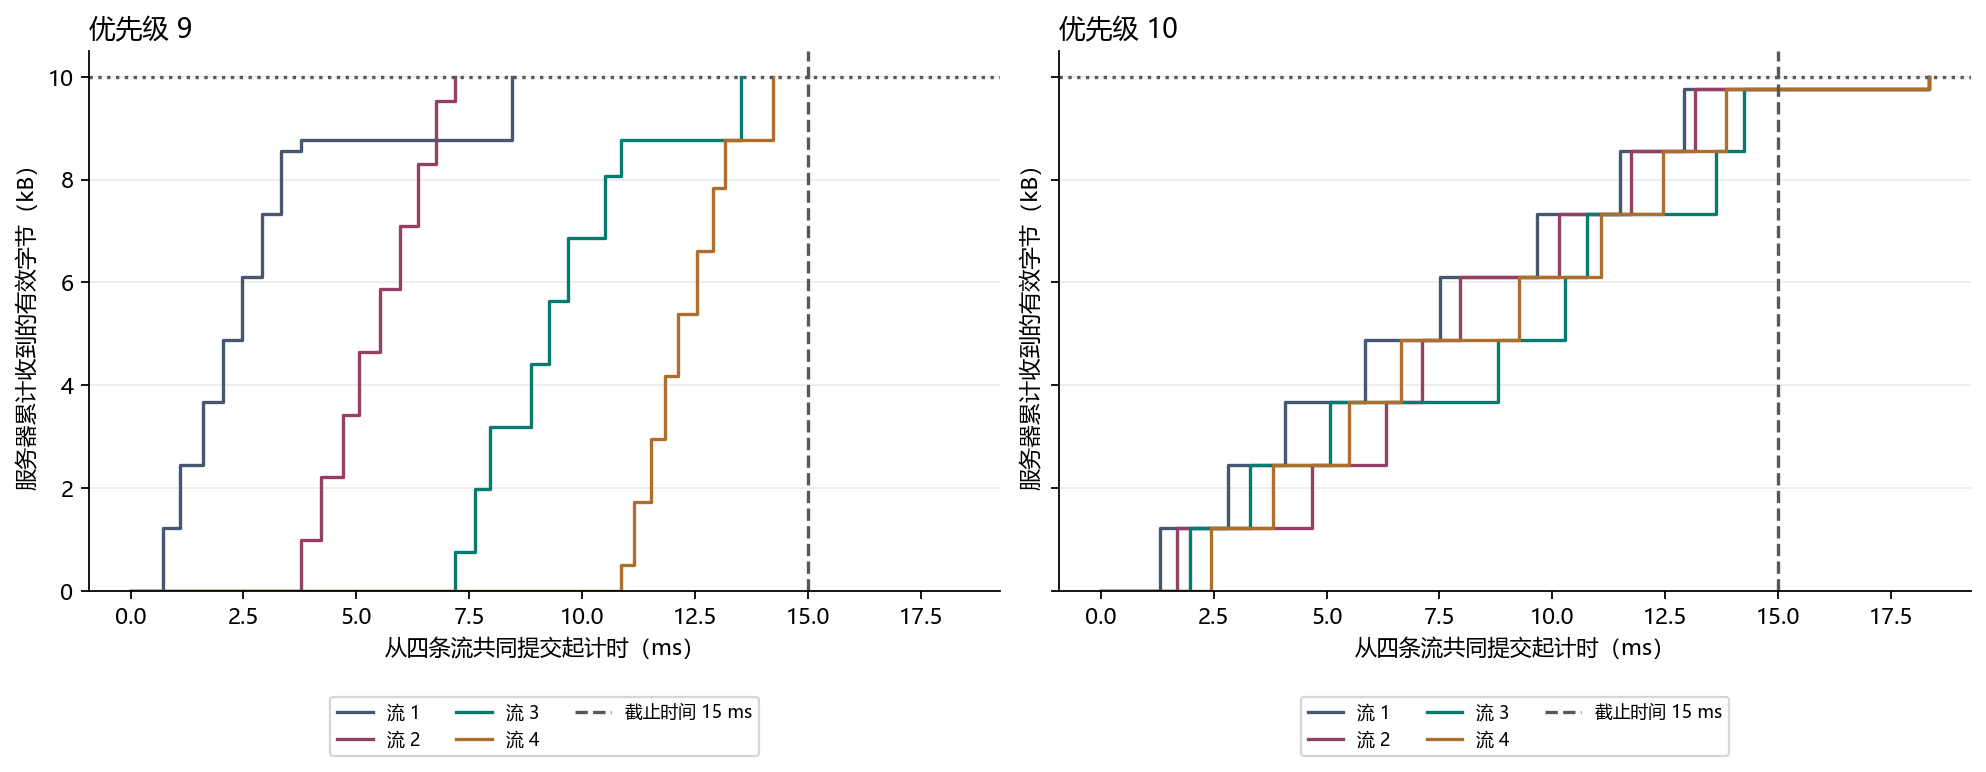 优先级 9
服务器累计收到的有效字节（kB）
10
8
6
4
2
0
0.0 2.5 5.0 7.5 10.0 12.5 15.0 17.5
从四条流共同提交起计时（ms）
流 1 流 3 截止时间 15 ms
流 2 流 4
优先级 10
服务器累计收到的有效字节（kB）
0.0 2.5 5.0 7.5 10.0 12.5 15.0 17.5
从四条流共同提交起计时（ms）
流 1 流 3 截止时间 15 ms
流 2 流 4